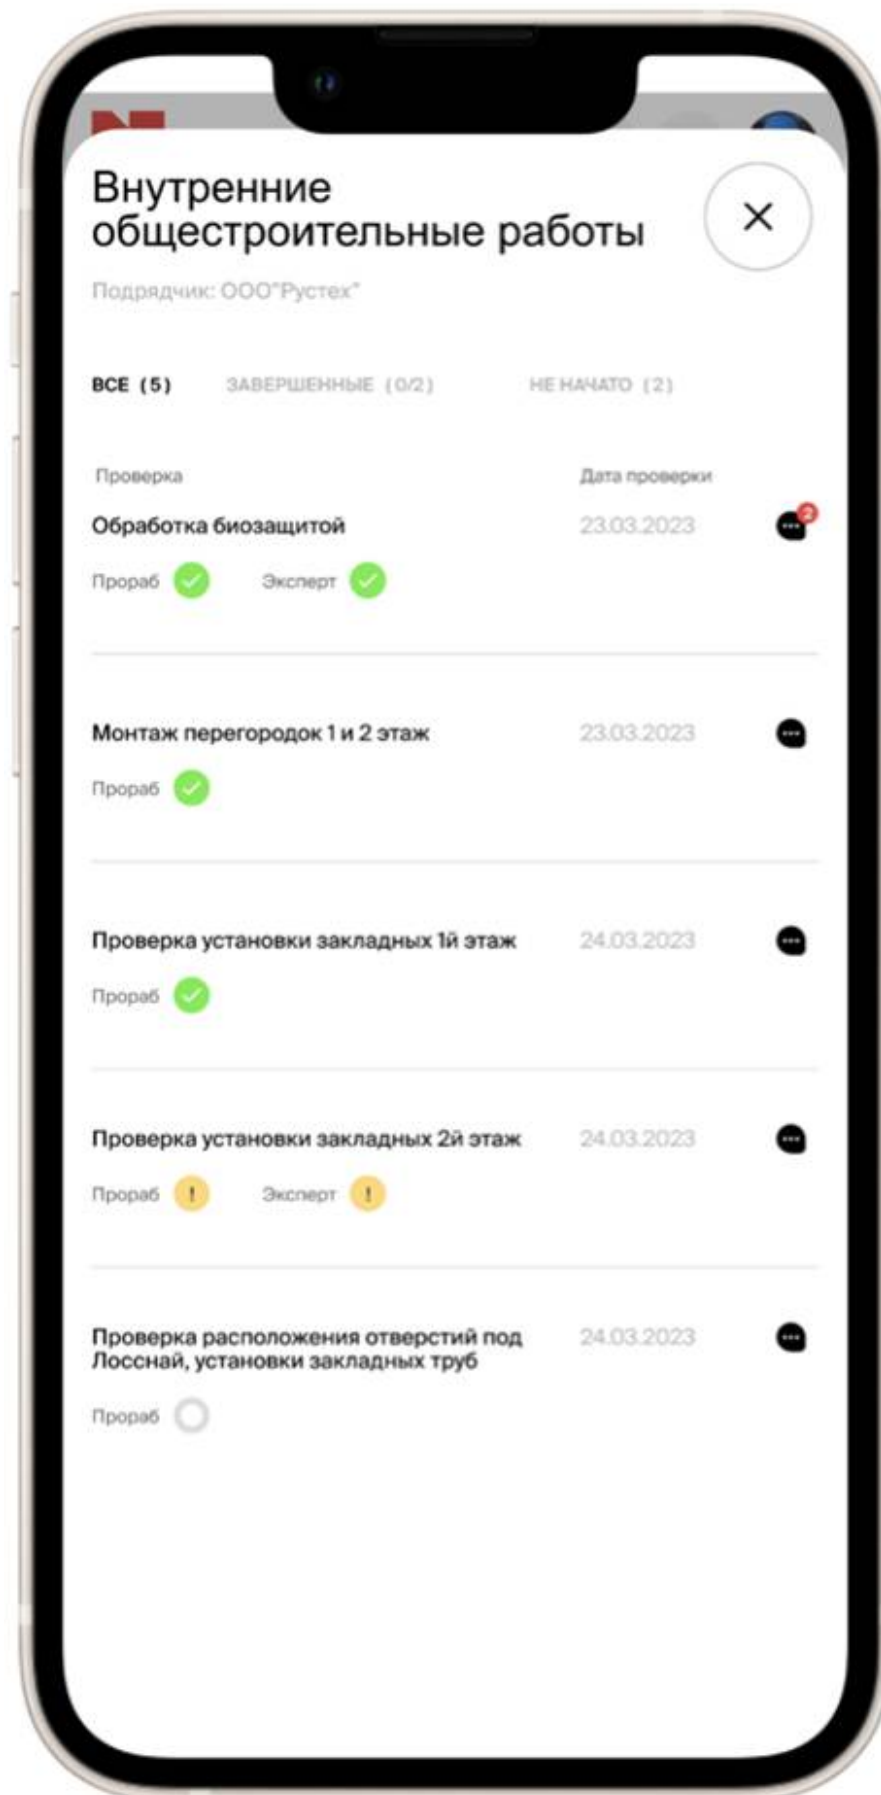 Внутренние
общестроительные работы
Подрядчик: ООО"Рустех"
ВСЕ (5) ЗАВЕРШЕННЫЕ (0/2) НЕ НАЧАТО (2)
Проверка Дата проверки
Обработка биозащитой 23.03.2023 2
Прораб Эксперт
Монтаж перегородок 1 и 2 этаж 23.03.2023
Прораб
Проверка установки закладных 1й этаж 24.03.2023
Прораб
Проверка установки закладных 2й этаж 24.03.2023
Прораб ! Эксперт !
Проверка расположения отверстий под 24.03.2023
Лосснай, установки закладных труб
Прораб